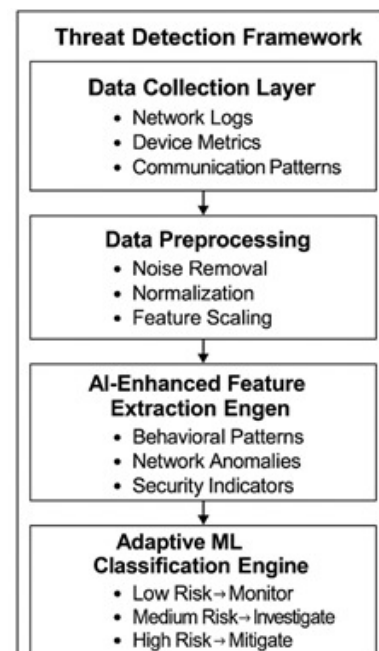 Threat Detection Framework
Data Collection Layer
• Network Logs
• Device Metrics
• Communication Patterns
Data Preprocessing
• Noise Removal
• Normalization
• Feature Scaling
AI-Enhanced Feature
Extraction Engen
• Behavioral Patterns
• Network Anomalies
• Security Indicators
Adaptive ML
Classification Engine
• Low Risk→Monitor
• Medium Risk→Investigate
• High Risk→Mitigate